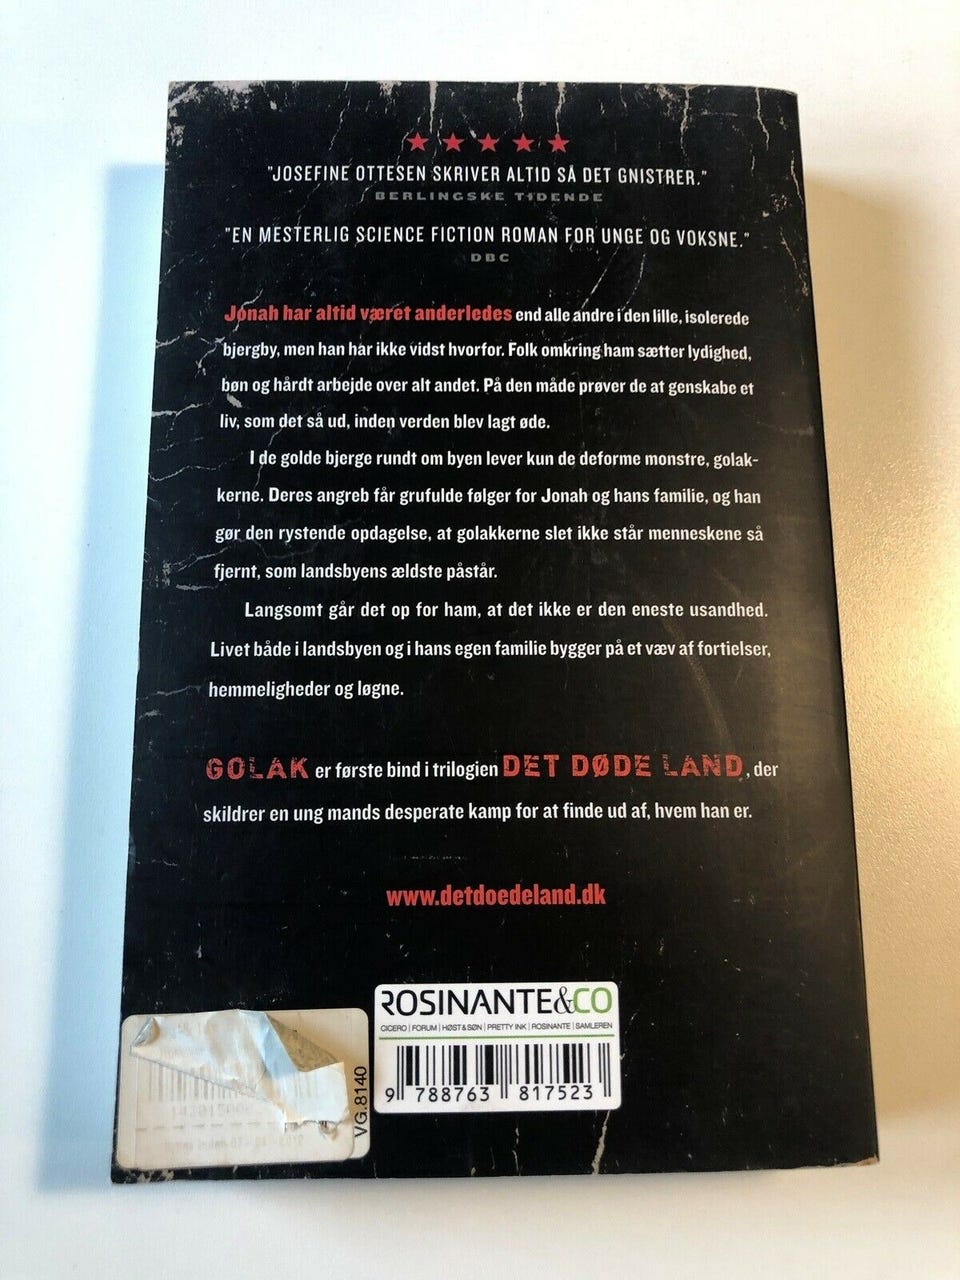 ★★★★★
"JOSEFINE OTTESEN SKRIVER ALTID SÅ DET GNISTRER."
BERLINGSKE TIDENDE
"EN MESTERLIG SCIENCE FICTION ROMAN FOR UNGE OG VOKSNE."
DBC
Jonah har altid været anderledes end alle andre i den lille, isolerede
bjergby, men han har ikke vidst hvorfor. Folk omkring ham sætter lydighed,
bøn og hårdt arbejde over alt andet. På den måde prøver de at genskabe et
liv, som det så ud, inden verden blev lagt øde.
I de golde bjerge rundt om byen lever kun de deforme monstre, golak-
kerne. Deres angreb får grufulde følger for Jonah og hans familie, og han
gør den rystende opdagelse, at golakkerne slet ikke står menneskene så
fjernt, som landsbyens ældste påstår.
Langsomt går det op for ham, at det ikke er den eneste usandhed.
Livet både i landsbyen og i hans egen familie bygger på et væv af fortielser,
hemmeligheder og løgne.
GOLAK er første bind i trilogien DET DØDE LAND, der
skildrer en ung mands desperate kamp for at finde ud af, hvem han er.
www.detdoedeland.dk
ROSINANTE&CO
CICERO | FORUM | HØST & SØN | PRETTY INK | ROSINANTE | SAMLEREN
9 788763 817523
VG.8140